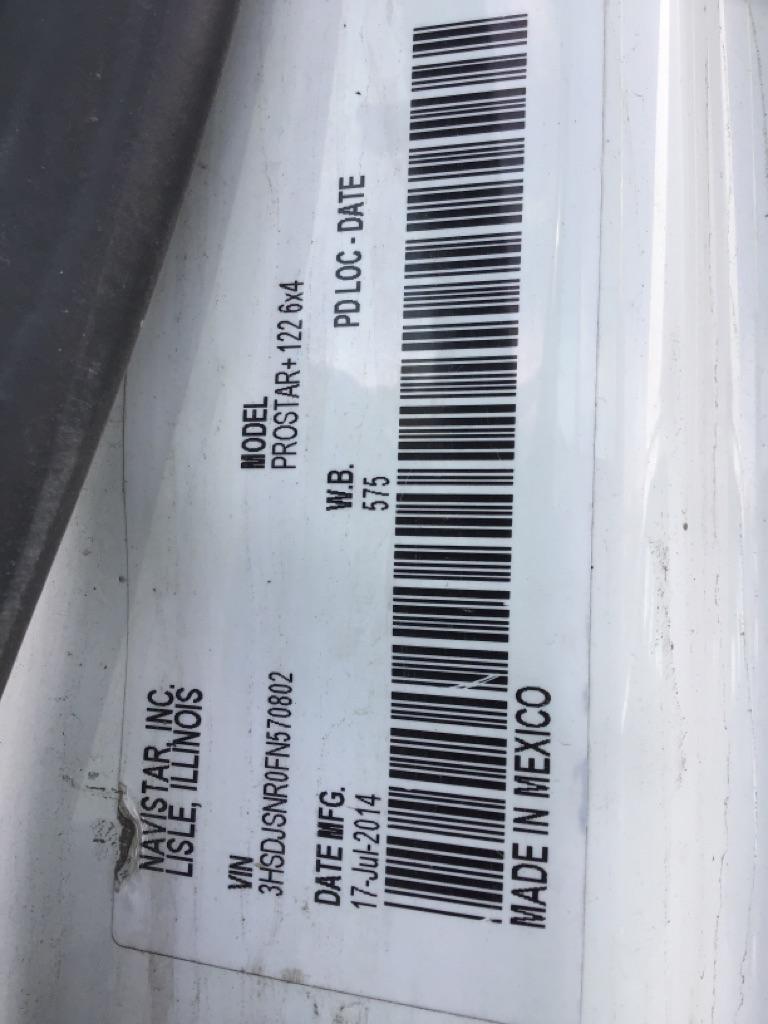 NAVISTAR, INC.
LISLE, ILLINOIS
VIN
3HSDJSNR0FN570802
MODEL
PROSTAR+ 122 6x4
DATE MFG.
17-Jul-2014
W.B.
575
PD LOC - DATE
MADE IN MEXICO